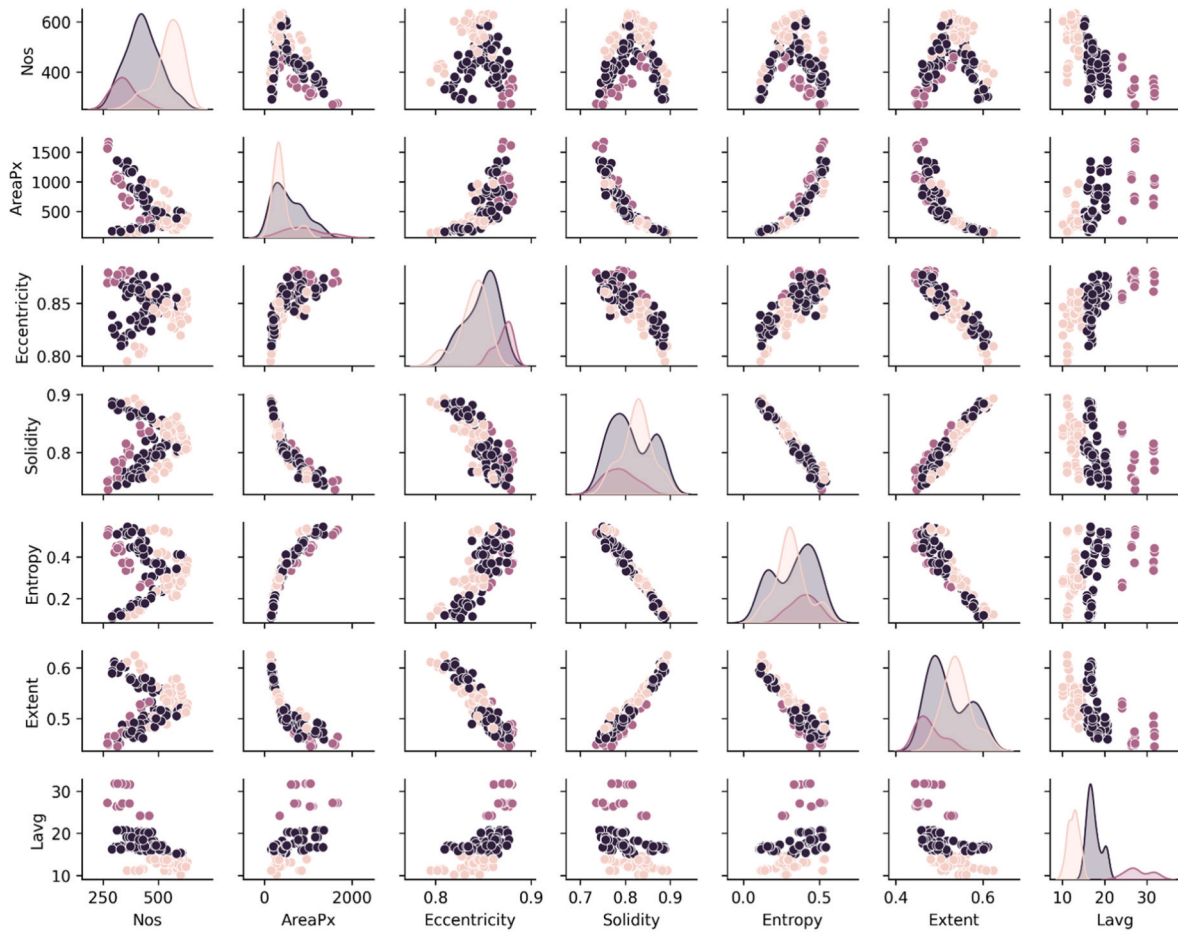 600
400
Nos
1500
1000
500
AreaPx
0.85
0.80
Eccentricity
0.9
0.8
Solidity
0.4
0.2
Entropy
0.6
0.5
Extent
30
20
10
Lavg
250 500 0 1000 2000 0.8 0.9 0.7 0.8 0.9 0.0 0.5 0.4 0.6 10 20 30
Nos AreaPx Eccentricity Solidity Entropy Extent Lavg